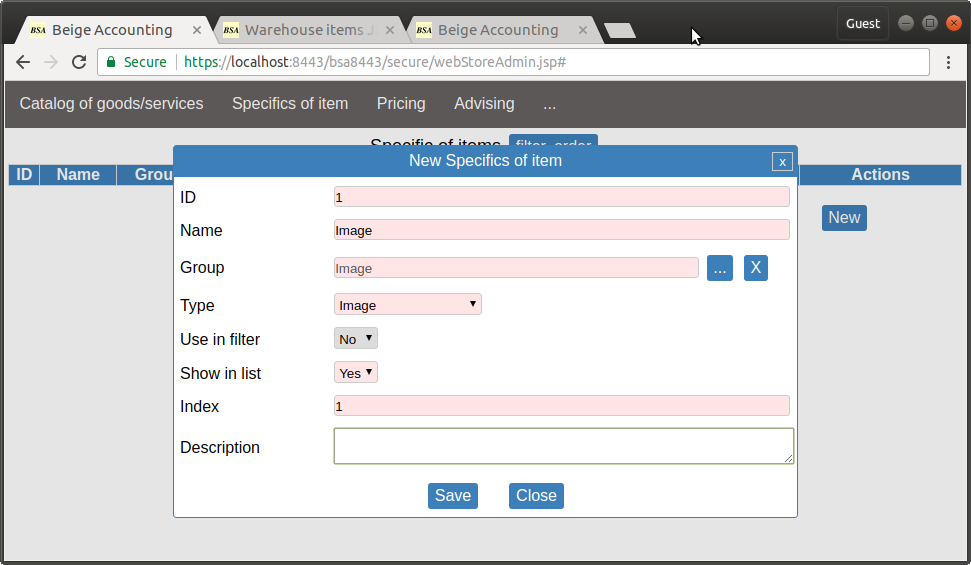 Guest
BSA Beige Accounting × BSA Warehouse items × BSA Beige Accounting ×
Secure https://localhost:8443/bsa8443/secure/webStoreAdmin.jsp#
Catalog of goods/services Specifics of item Pricing Advising ...
Specific of items filter, order
New Specifics of item x
ID Name Grou Actions
ID 1
New
Name Image
Group Image ... X
Type Image
Use in filter No
Show in list Yes
Index 1
Description
Save Close